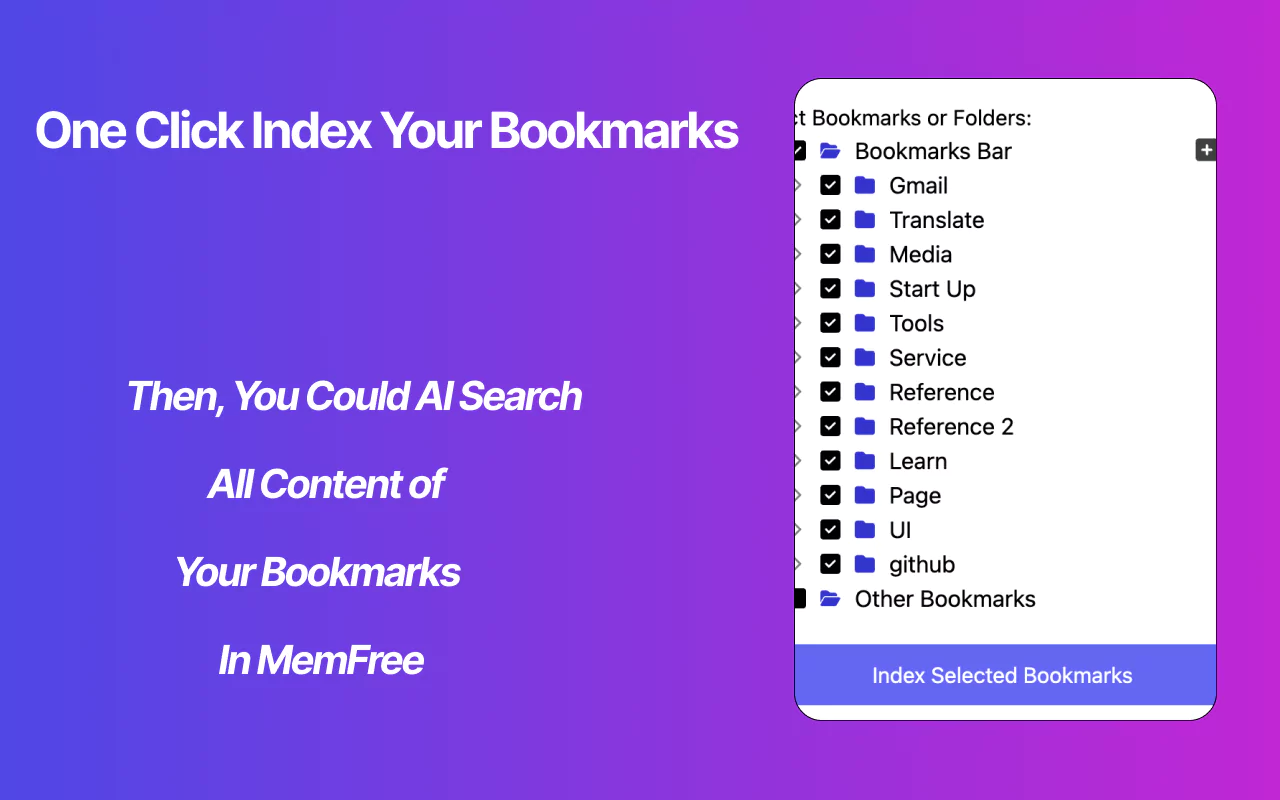 One Click Index Your Bookmarks
Then, You Could AI Search
All Content of
Your Bookmarks
In MemFree
Bookmarks or Folders:
Bookmarks Bar
Gmail
Translate
Media
Start Up
Tools
Service
Reference
Reference 2
Learn
Page
UI
github
Other Bookmarks
Index Selected Bookmarks